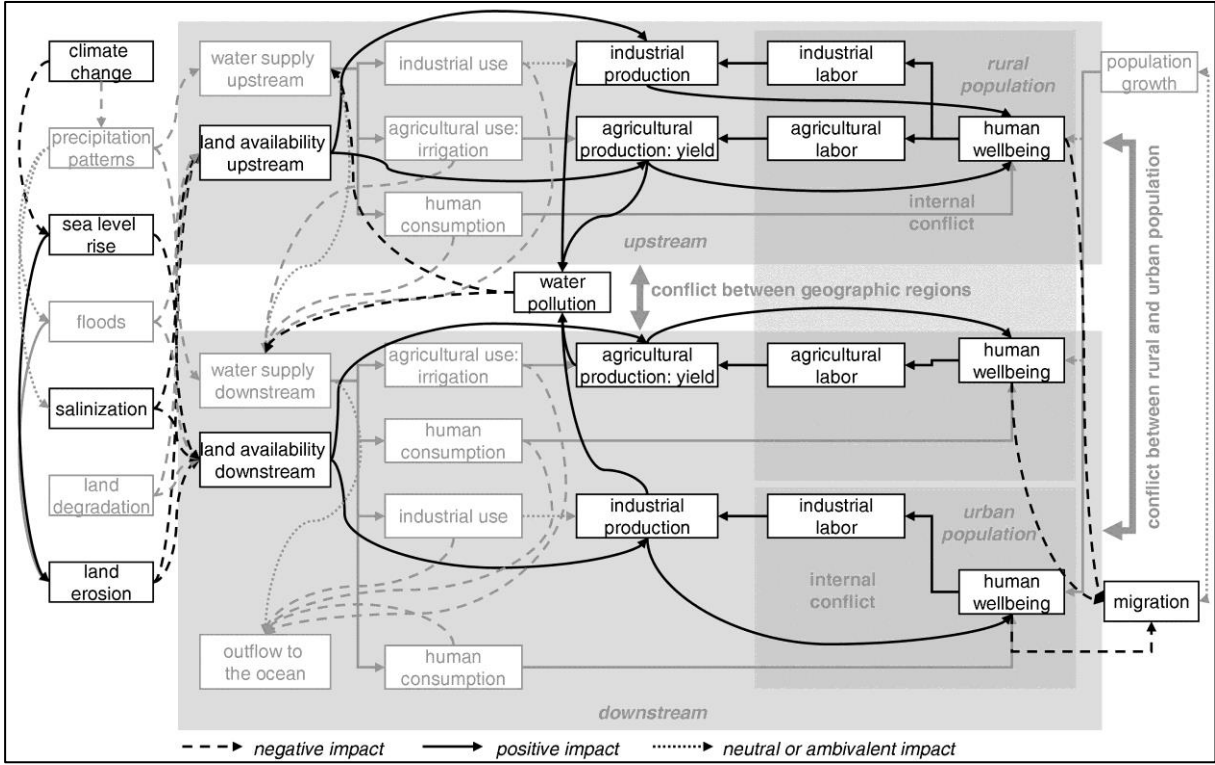 climate
change
precipitation
patterns
sea level
rise
floods
salinization
land
degradation
land
erosion
water supply
upstream
land availability
upstream
industrial use
agricultural use:
irrigation
human
consumption
upstream
industrial
production
agricultural
production: yield
industrial
labor
agricultural
labor
rural
population
human
wellbeing
internal
conflict
population
growth
water
pollution
conflict between geographic regions
conflict between rural and urban population
water supply
downstream
land availability
downstream
outflow to
the ocean
agricultural use:
irrigation
human
consumption
industrial use
human
consumption
agricultural
production: yield
agricultural
labor
human
wellbeing
industrial
production
industrial
labor
urban
population
internal
conflict
human
wellbeing
migration
downstream
negative impact
positive impact
neutral or ambivalent impact